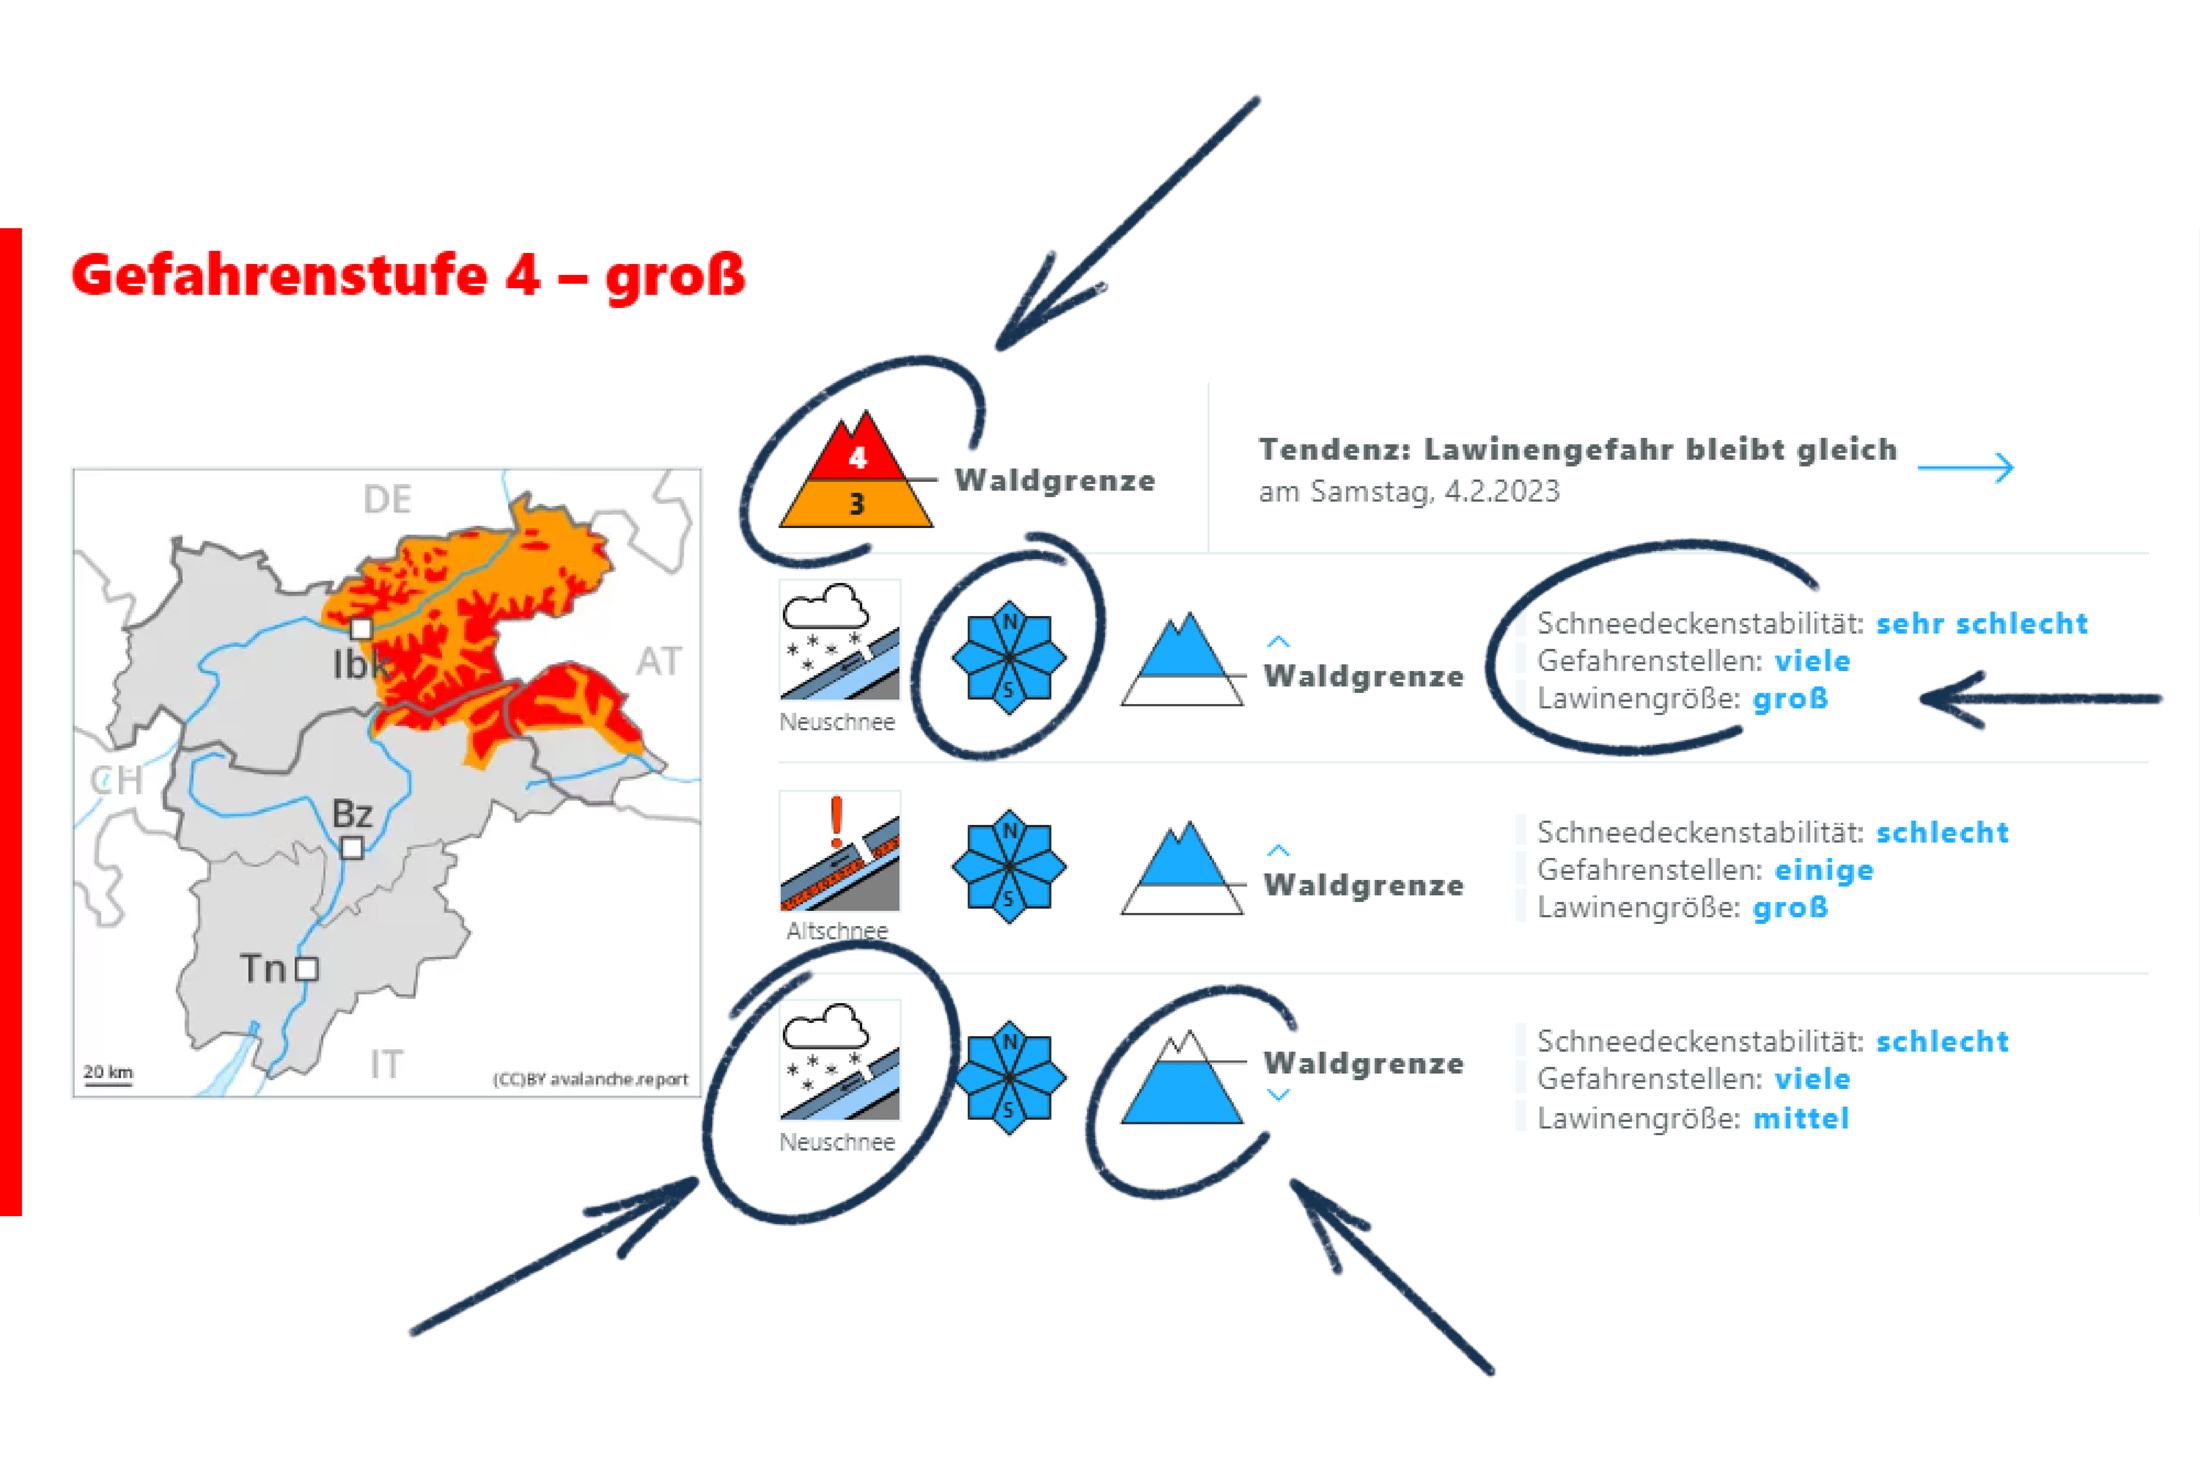 Gefahrenstufe 4 – groß
4
3
Waldgrenze
Tendenz: Lawinengefahr bleibt gleich
am Samstag, 4.2.2023
DE
Ibk
AT
CH
Bz
Tn
IT
20 km
(CC)BY avalanche.report
N
S
Neuschnee
Waldgrenze
Schneedeckenstabilität: sehr schlecht
Gefahrenstellen: viele
Lawinengröße: groß
N
S
Altschnee
Waldgrenze
Schneedeckenstabilität: schlecht
Gefahrenstellen: einige
Lawinengröße: groß
N
S
Neuschnee
Waldgrenze
Schneedeckenstabilität: schlecht
Gefahrenstellen: viele
Lawinengröße: mittel